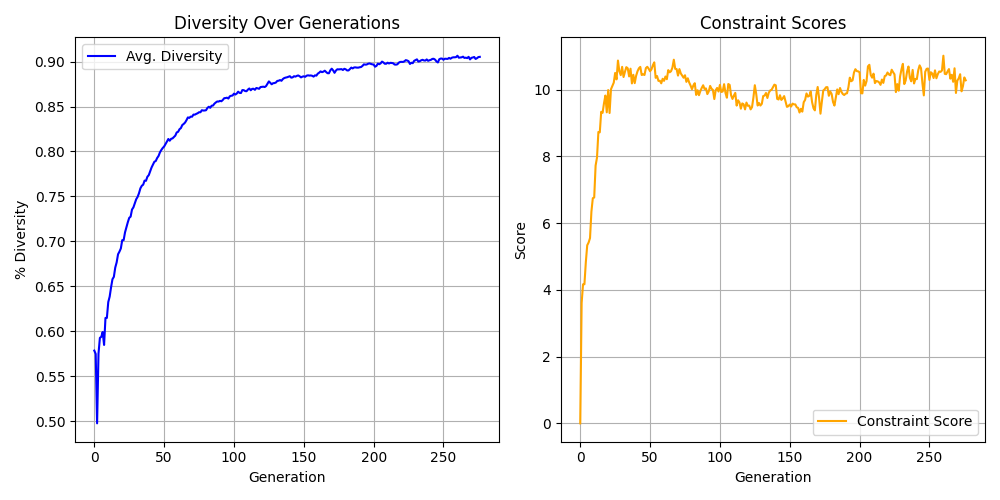 Diversity Over Generations
Avg. Diversity
% Diversity
0.90
0.85
0.80
0.75
0.70
0.65
0.60
0.55
0.50
0 50 100 150 200 250
Generation
Constraint Scores
Score
10
8
6
4
2
0
Constraint Score
0 50 100 150 200 250
Generation